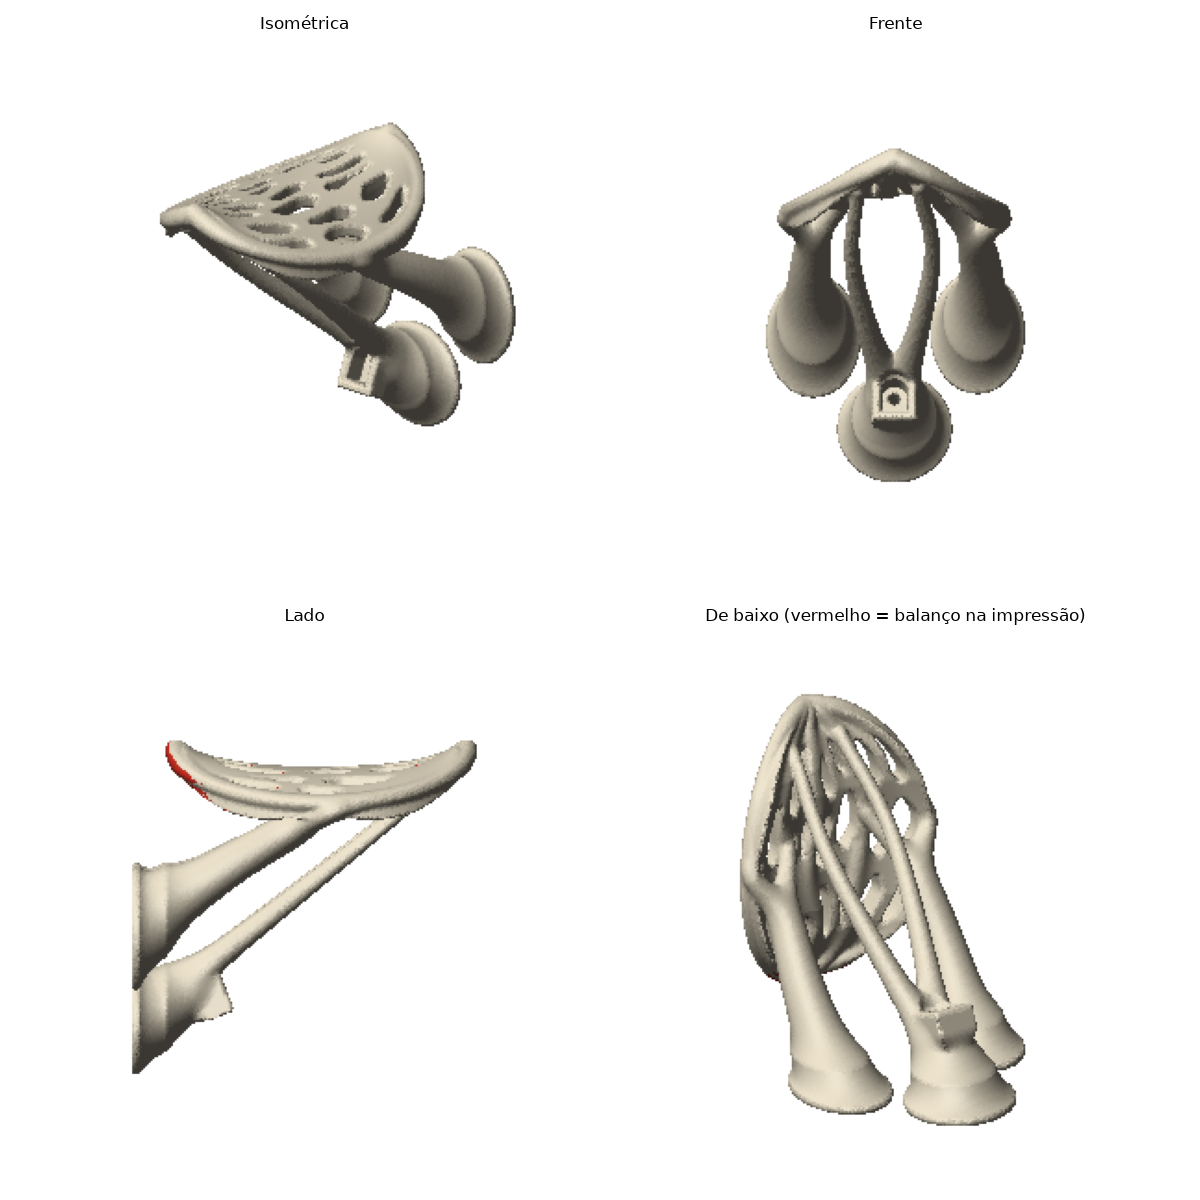 Isométrica
Frente
Lado
De baixo (vermelho = balanço na impressão)